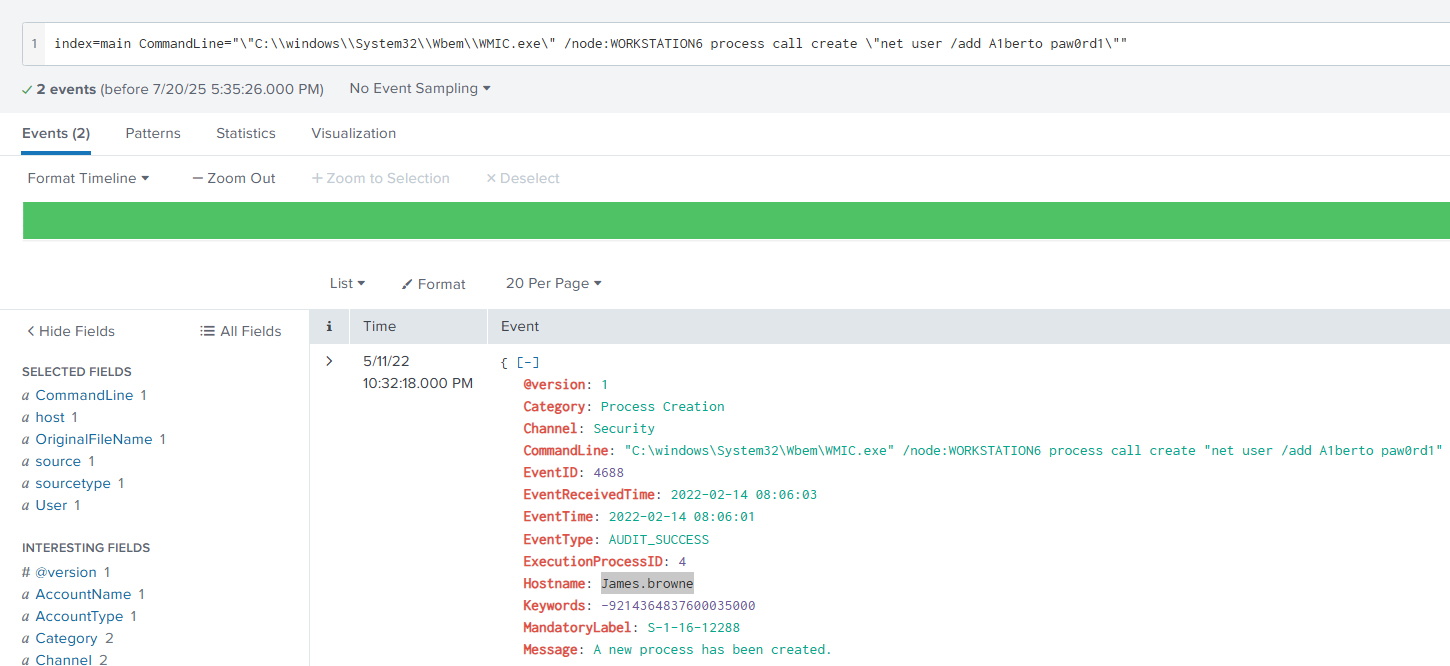 1 index=main CommandLine="\"C:\\windows\\System32\\Wbem\\WMIC.exe\" /node:WORKSTATION6 process call create \"net user /add A1berto paw0rd1\""
✓ 2 events (before 7/20/25 5:35:26.000 PM) No Event Sampling ▾
Events (2) Patterns Statistics Visualization
Format Timeline ▾ — Zoom Out + Zoom to Selection × Deselect
List ▾ Format 20 Per Page ▾
< Hide Fields All Fields
i Time Event
SELECTED FIELDS
a CommandLine 1
a host 1
a OriginalFileName 1
a source 1
a sourcetype 1
a User 1
INTERESTING FIELDS
# @version 1
a AccountName 1
a AccountType 1
a Category 2
a Channel 2
> 5/11/22
10:32:18.000 PM
{ [-]
@version: 1
Category: Process Creation
Channel: Security
CommandLine: "C:\windows\System32\Wbem\WMIC.exe" /node:WORKSTATION6 process call create "net user /add A1berto paw0rd1"
EventID: 4688
EventReceivedTime: 2022-02-14 08:06:03
EventTime: 2022-02-14 08:06:01
EventType: AUDIT_SUCCESS
ExecutionProcessID: 4
Hostname: James.browne
Keywords: -9214364837600035000
MandatoryLabel: S-1-16-12288
Message: A new process has been created.